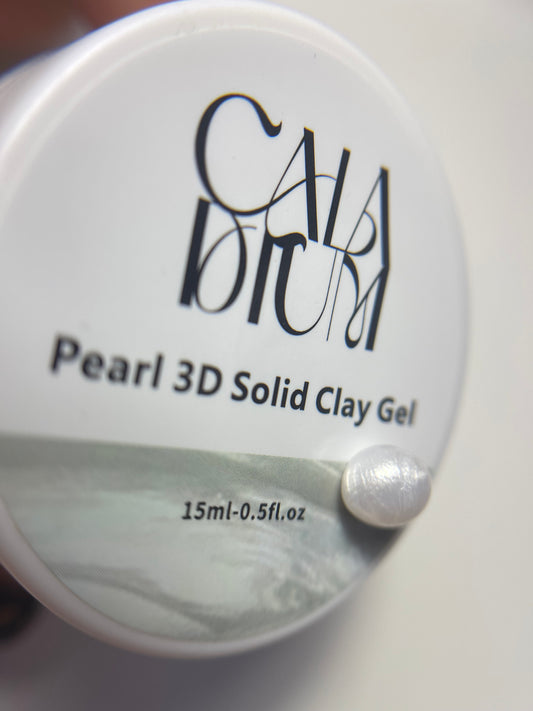 CALA
DIUM
Pearl 3D Solid Clay Gel
15ml-0.5fl.oz